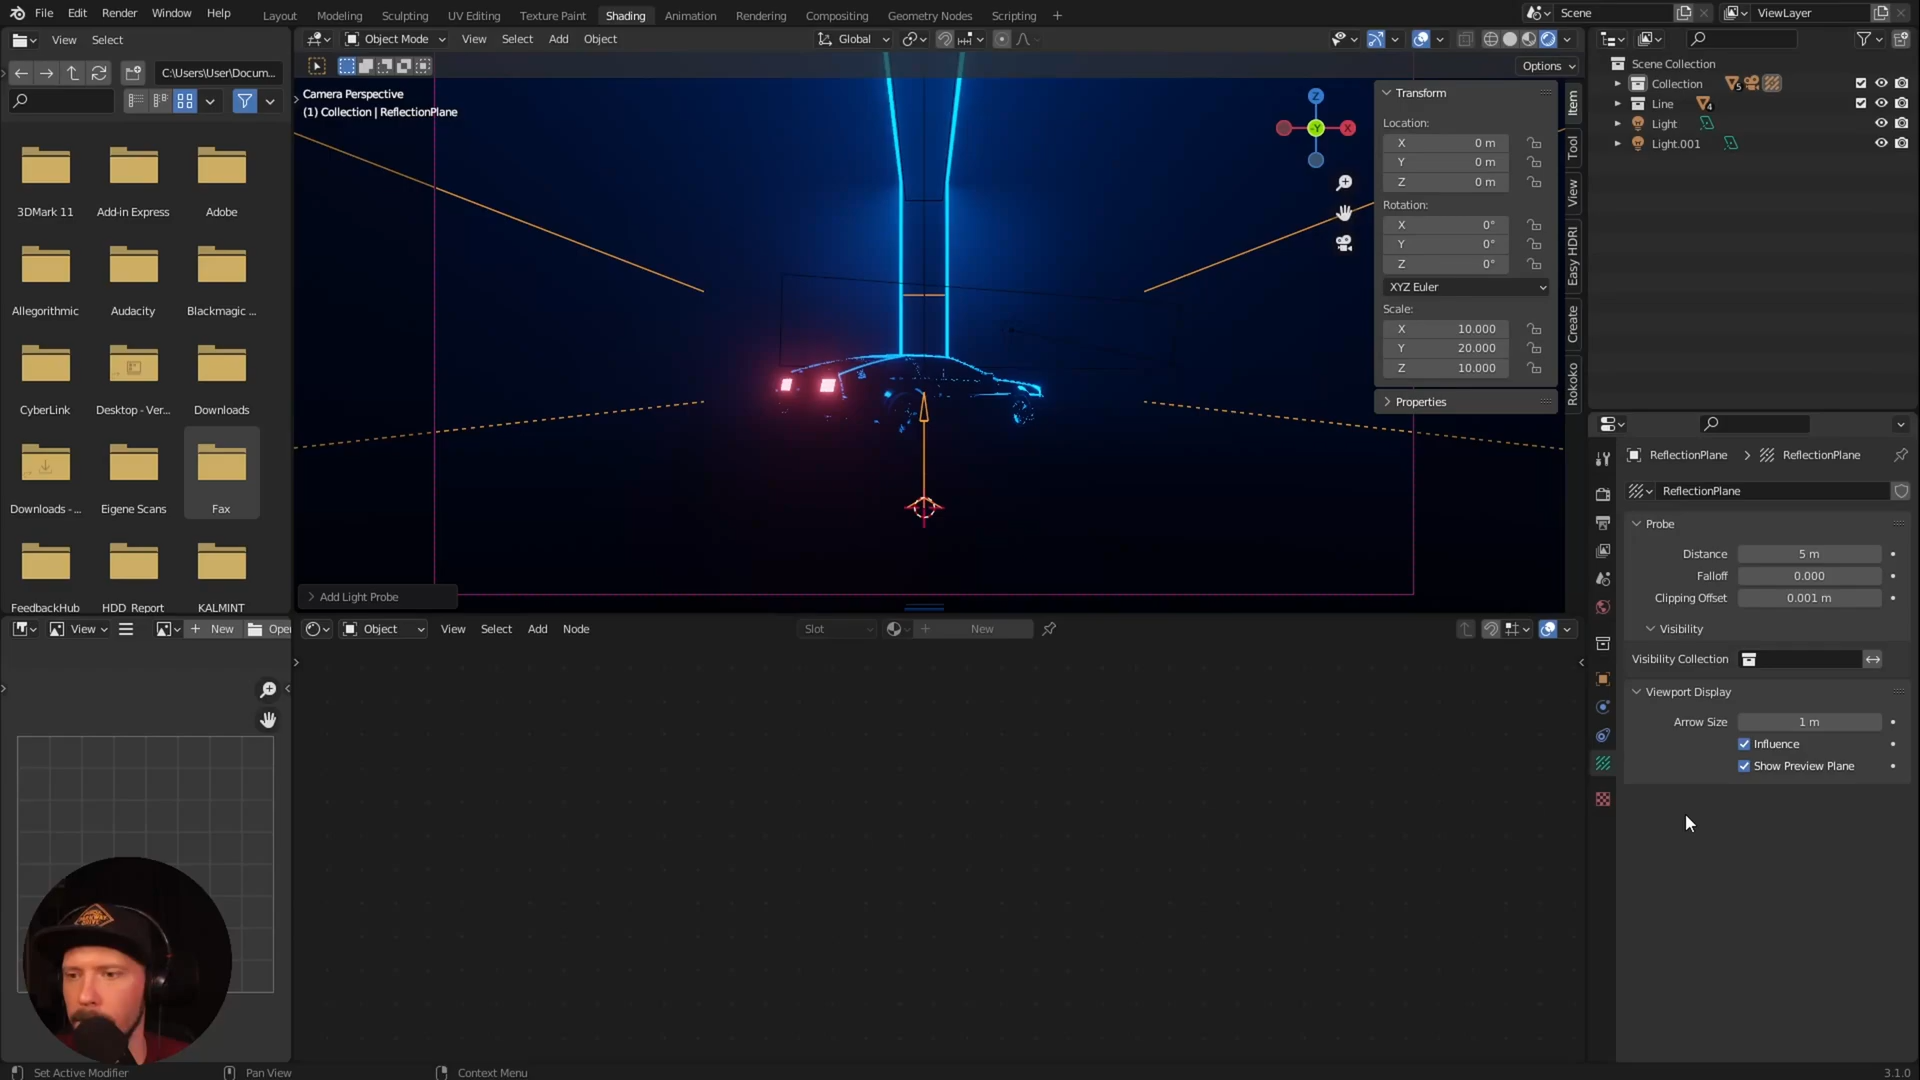 File Edit Render Window Help
Layout Modeling Sculpting UV Editing Texture Paint Shading Animation Rendering Compositing Geometry Nodes Scripting +
Scene
ViewLayer
View Select
Object Mode View Select Add Object
Global
C:\Users\User\Docum...
Options
Camera Perspective
(1) Collection | ReflectionPlane
3DMark 11
Add-in Express
Adobe
Allegorithmic
Audacity
Blackmagic ...
CyberLink
Desktop - Ver...
Downloads
Downloads - ...
Eigene Scans
Fax
FeedbackHub
HDD_Report
KALMINT
Z
X
Y
Transform
Location:
X 0 m
Y 0 m
Z 0 m
Rotation:
X 0°
Y 0°
Z 0°
XYZ Euler
Scale:
X 10.000
Y 20.000
Z 10.000
Properties
Item
Tool
View
Easy HDRI
Create
Rokoko
Add Light Probe
Scene Collection
Collection 5
Line 4
Light
Light.001
ReflectionPlane > ReflectionPlane
ReflectionPlane
Probe
Distance 5 m
Falloff 0.000
Clipping Offset 0.001 m
Visibility
Visibility Collection
Viewport Display
Arrow Size 1 m
Influence
Show Preview Plane
View + New Ope
Object View Select Add Node
Slot + New
Set Active Modifier Pan View Context Menu
3.1.0